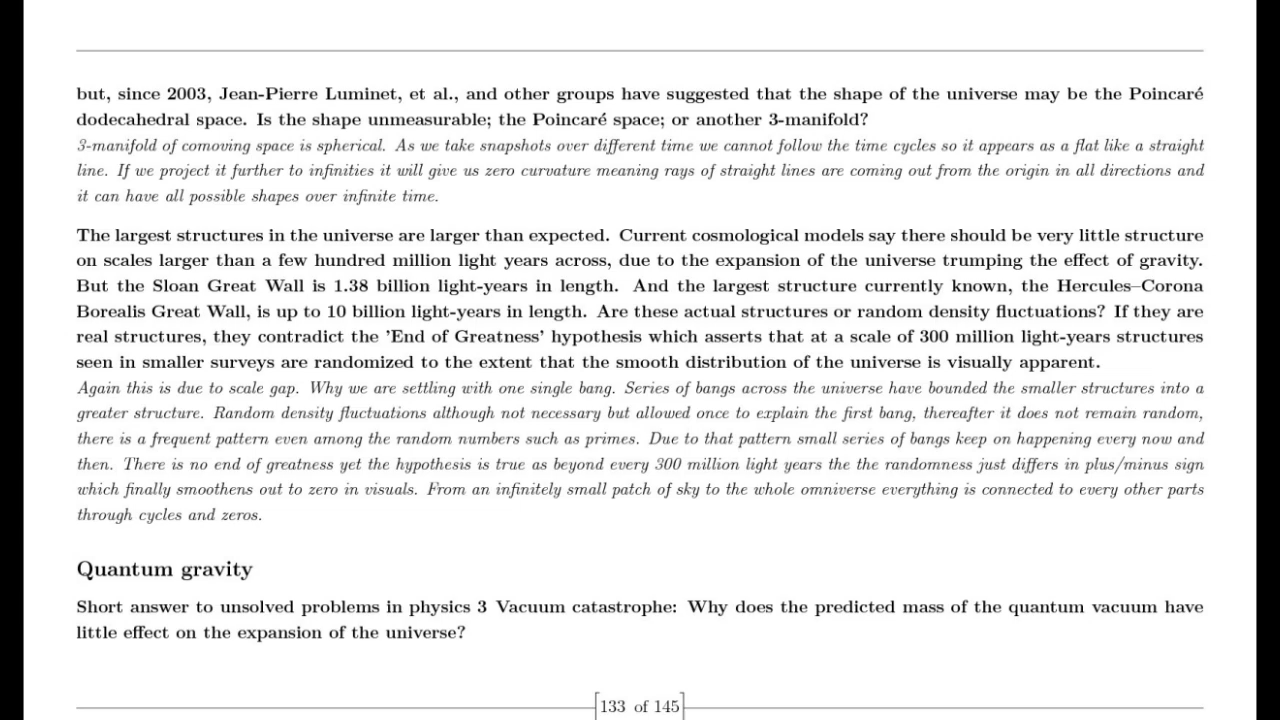 but, since 2003, Jean-Pierre Luminet, et al., and other groups have suggested that the shape of the universe may be the Poincaré
dodecahedral space. Is the shape unmeasurable; the Poincaré space; or another 3-manifold?
3-manifold of comoving space is spherical. As we take snapshots over different time we cannot follow the time cycles so it appears as a flat like a straight
line. If we project it further to infinities it will give us zero curvature meaning rays of straight lines are coming out from the origin in all directions and
it can have all possible shapes over infinite time.
The largest structures in the universe are larger than expected. Current cosmological models say there should be very little structure
on scales larger than a few hundred million light years across, due to the expansion of the universe trumping the effect of gravity.
But the Sloan Great Wall is 1.38 billion light-years in length. And the largest structure currently known, the Hercules–Corona
Borealis Great Wall, is up to 10 billion light-years in length. Are these actual structures or random density fluctuations? If they are
real structures, they contradict the 'End of Greatness' hypothesis which asserts that at a scale of 300 million light-years structures
seen in smaller surveys are randomized to the extent that the smooth distribution of the universe is visually apparent.
Again this is due to scale gap. Why we are settling with one single bang. Series of bangs across the universe have bounded the smaller structures into a
greater structure. Random density fluctuations although not necessary but allowed once to explain the first bang, thereafter it does not remain random,
there is a frequent pattern even among the random numbers such as primes. Due to that pattern small series of bangs keep on happening every now and
then. There is no end of greatness yet the hypothesis is true as beyond every 300 million light years the the randomness just differs in plus/minus sign
which finally smoothens out to zero in visuals. From an infinitely small patch of sky to the whole omniverse everything is connected to every other parts
through cycles and zeros.
Quantum gravity
Short answer to unsolved problems in physics 3 Vacuum catastrophe: Why does the predicted mass of the quantum vacuum have
little effect on the expansion of the universe?
133 of 145